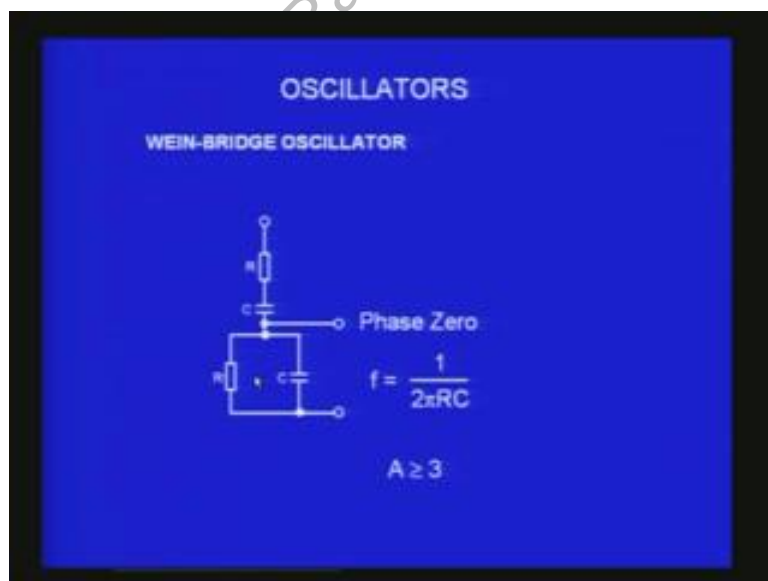 OSCILLATORS
WEIN-BRIDGE OSCILLATOR
R
C
Phase Zero
R
C
f = 1 / 2πRC
A ≥ 3